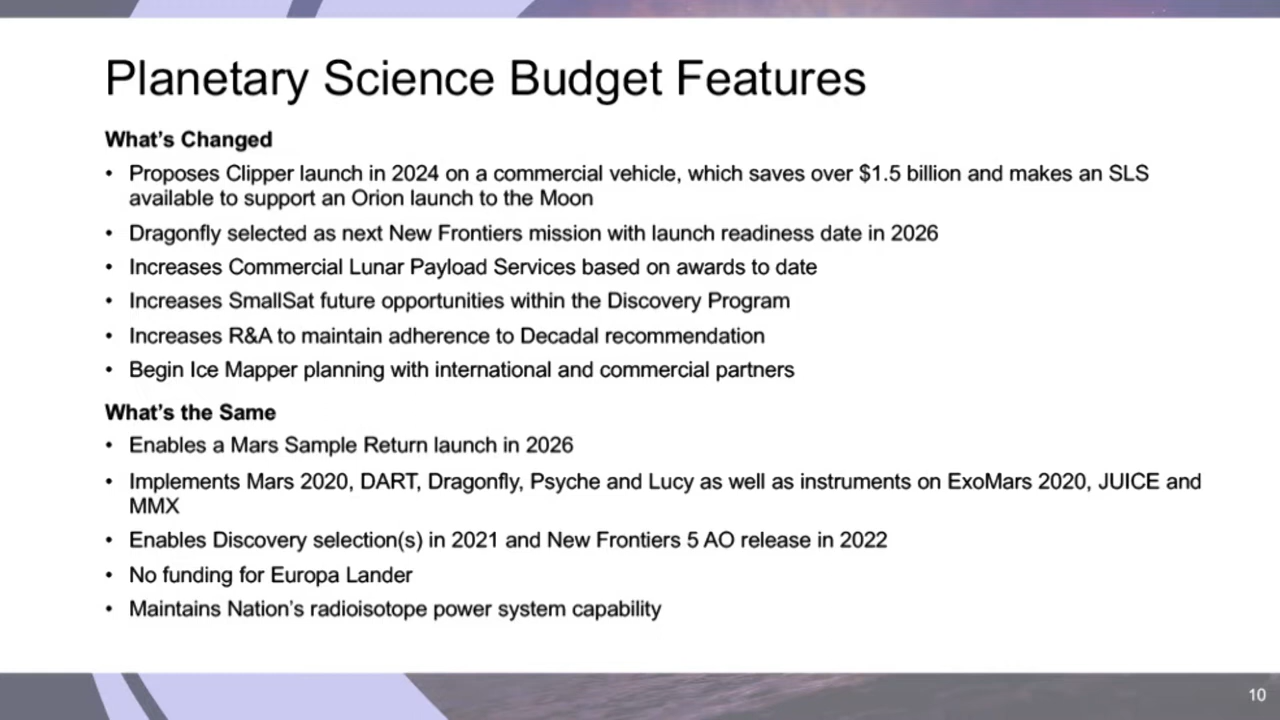 Planetary Science Budget Features
What's Changed
• Proposes Clipper launch in 2024 on a commercial vehicle, which saves over $1.5 billion and makes an SLS
available to support an Orion launch to the Moon
• Dragonfly selected as next New Frontiers mission with launch readiness date in 2026
• Increases Commercial Lunar Payload Services based on awards to date
• Increases SmallSat future opportunities within the Discovery Program
• Increases R&A to maintain adherence to Decadal recommendation
• Begin Ice Mapper planning with international and commercial partners
What's the Same
• Enables a Mars Sample Return launch in 2026
• Implements Mars 2020, DART, Dragonfly, Psyche and Lucy as well as instruments on ExoMars 2020, JUICE and
MMX
• Enables Discovery selection(s) in 2021 and New Frontiers 5 AO release in 2022
• No funding for Europa Lander
• Maintains Nation's radioisotope power system capability
10